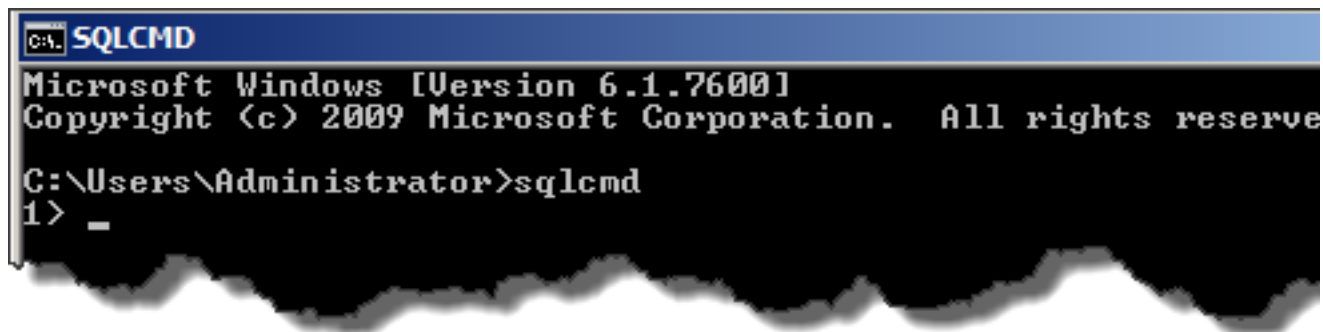 C:\. SQLCMD
Microsoft Windows [Version 6.1.7600]
Copyright (c) 2009 Microsoft Corporation.  All rights reserve
C:\Users\Administrator>sqlcmd
1> _